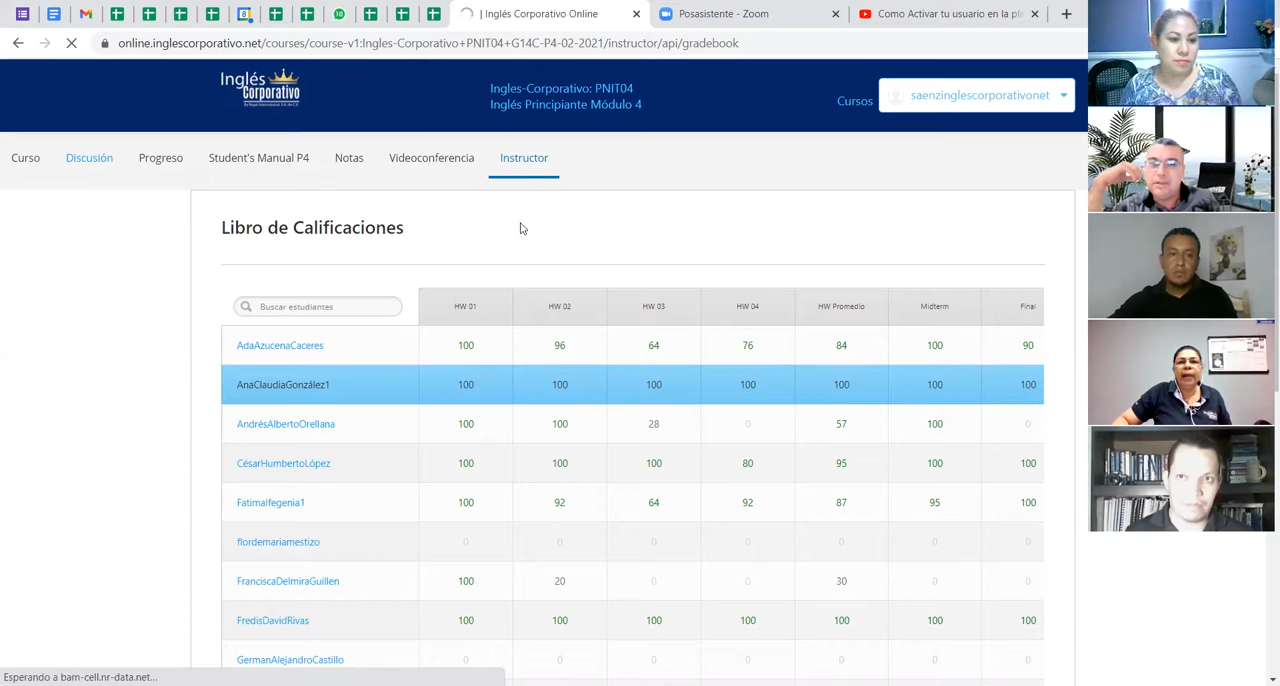 | Inglés Corporativo Online
Posasistente - Zoom
Como Activar tu usuario en la pla
online.inglescorporativo.net/courses/course-v1:Ingles-Corporativo+PNIT04+G14C-P4-02-2021/instructor/api/gradebook
Inglés
Corporativo
Ingles-Corporativo: PNIT04
Inglés Principiante Módulo 4
Cursos
saenzinglescorporativonet
Curso Discusión Progreso Student's Manual P4 Notas Videoconferencia Instructor
Libro de Calificaciones
Buscar estudiantes HW 01 HW 02 HW 03 HW 04 HW Promedio Midterm Final
AdaAzucenaCaceres 100 96 64 76 84 100 90
AnaClaudiaGonzález1 100 100 100 100 100 100 100
AndrésAlbertoOrellana 100 100 28 0 57 100 0
CésarHumbertoLópez 100 100 100 80 95 100 100
FatimaIfegenia1 100 92 64 92 87 95 100
flordemariamestizo 0 0 0 0 0 0 0
FranciscaDelmiraGuillen 100 20 0 0 30 0 0
FredisDavidRivas 100 100 100 100 100 100 100
GermanAlejandroCastillo 0 0 0 0 0 0 0
Esperando a bam-cell.nr-data.net...